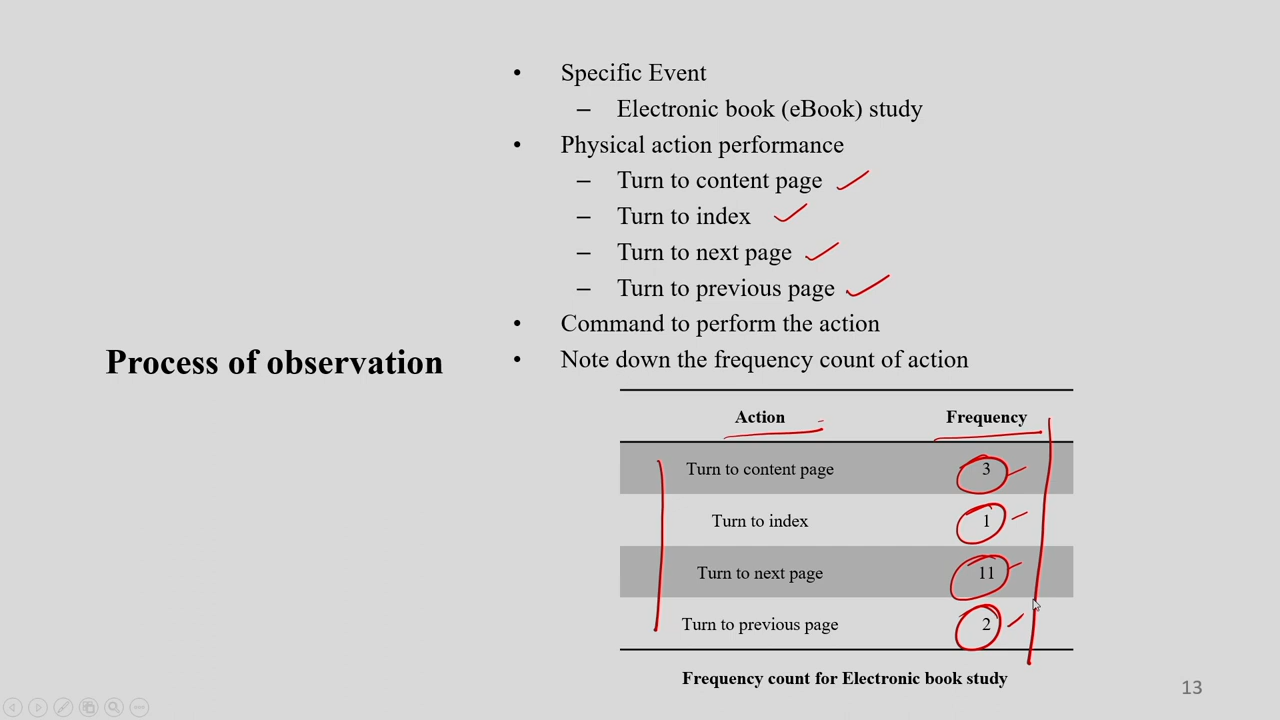 • Specific Event
– Electronic book (eBook) study
• Physical action performance
– Turn to content page
– Turn to index
– Turn to next page
– Turn to previous page
• Command to perform the action
Process of observation
• Note down the frequency count of action
Action Frequency
Turn to content page 3
Turn to index 1
Turn to next page 11
Turn to previous page 2
Frequency count for Electronic book study
13